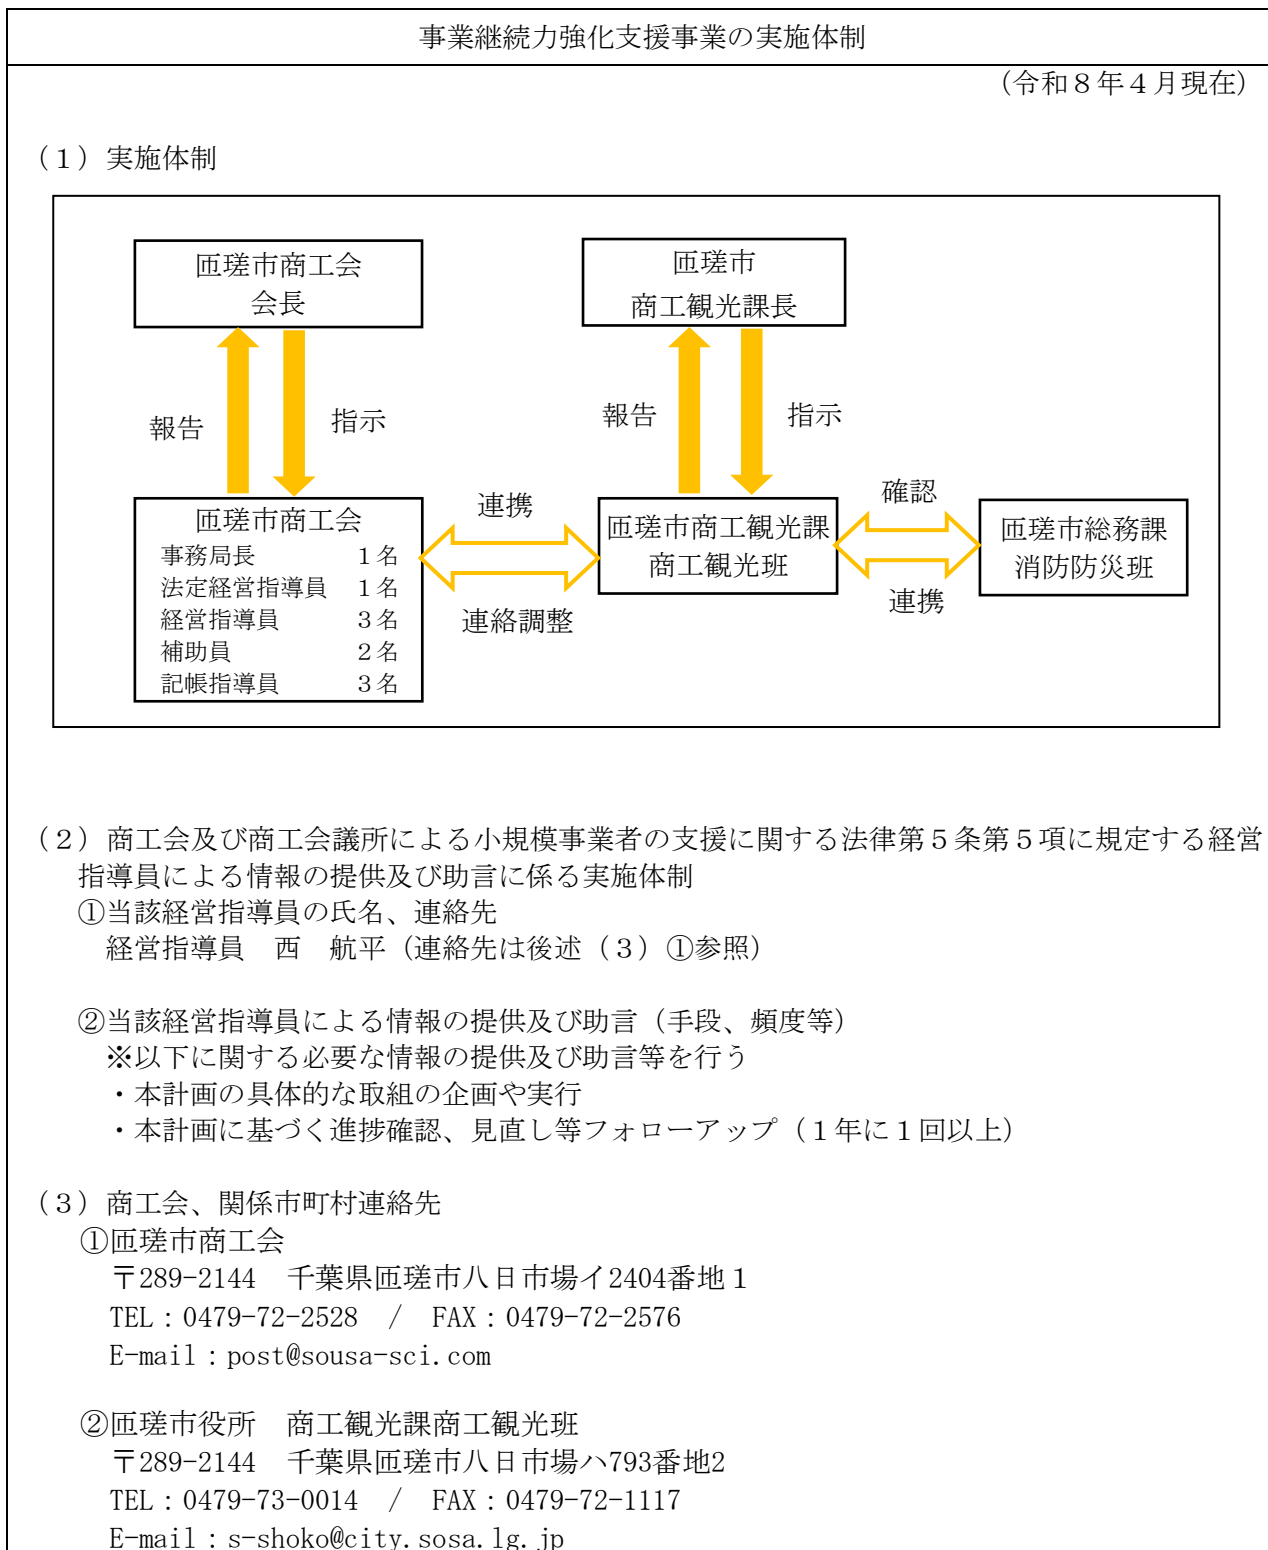 事業継続力強化支援事業の実施体制
（令和８年４月現在）
（１）実施体制
匝瑳市商工会
会長
匝瑳市
商工観光課長
報告
指示
報告
指示
匝瑳市商工会
事務局長　１名
法定経営指導員　１名
経営指導員　３名
補助員　２名
記帳指導員　３名
連携
連絡調整
匝瑳市商工観光課
商工観光班
確認
連携
匝瑳市総務課
消防防災班
（２）商工会及び商工会議所による小規模事業者の支援に関する法律第５条第５項に規定する経営
指導員による情報の提供及び助言に係る実施体制
①当該経営指導員の氏名、連絡先
経営指導員　西　航平（連絡先は後述（３）①参照）
②当該経営指導員による情報の提供及び助言（手段、頻度等）
※以下に関する必要な情報の提供及び助言等を行う
・本計画の具体的な取組の企画や実行
・本計画に基づく進捗確認、見直し等フォローアップ（１年に１回以上）
（３）商工会、関係市町村連絡先
①匝瑳市商工会
〒289-2144　千葉県匝瑳市八日市場イ2404番地１
TEL：0479-72-2528　/　FAX：0479-72-2576
E-mail：post@sousa-sci.com
②匝瑳市役所　商工観光課商工観光班
〒289-2144　千葉県匝瑳市八日市場ハ793番地2
TEL：0479-73-0014　/　FAX：0479-72-1117
E-mail：s-shoko@city.sosa.lg.jp